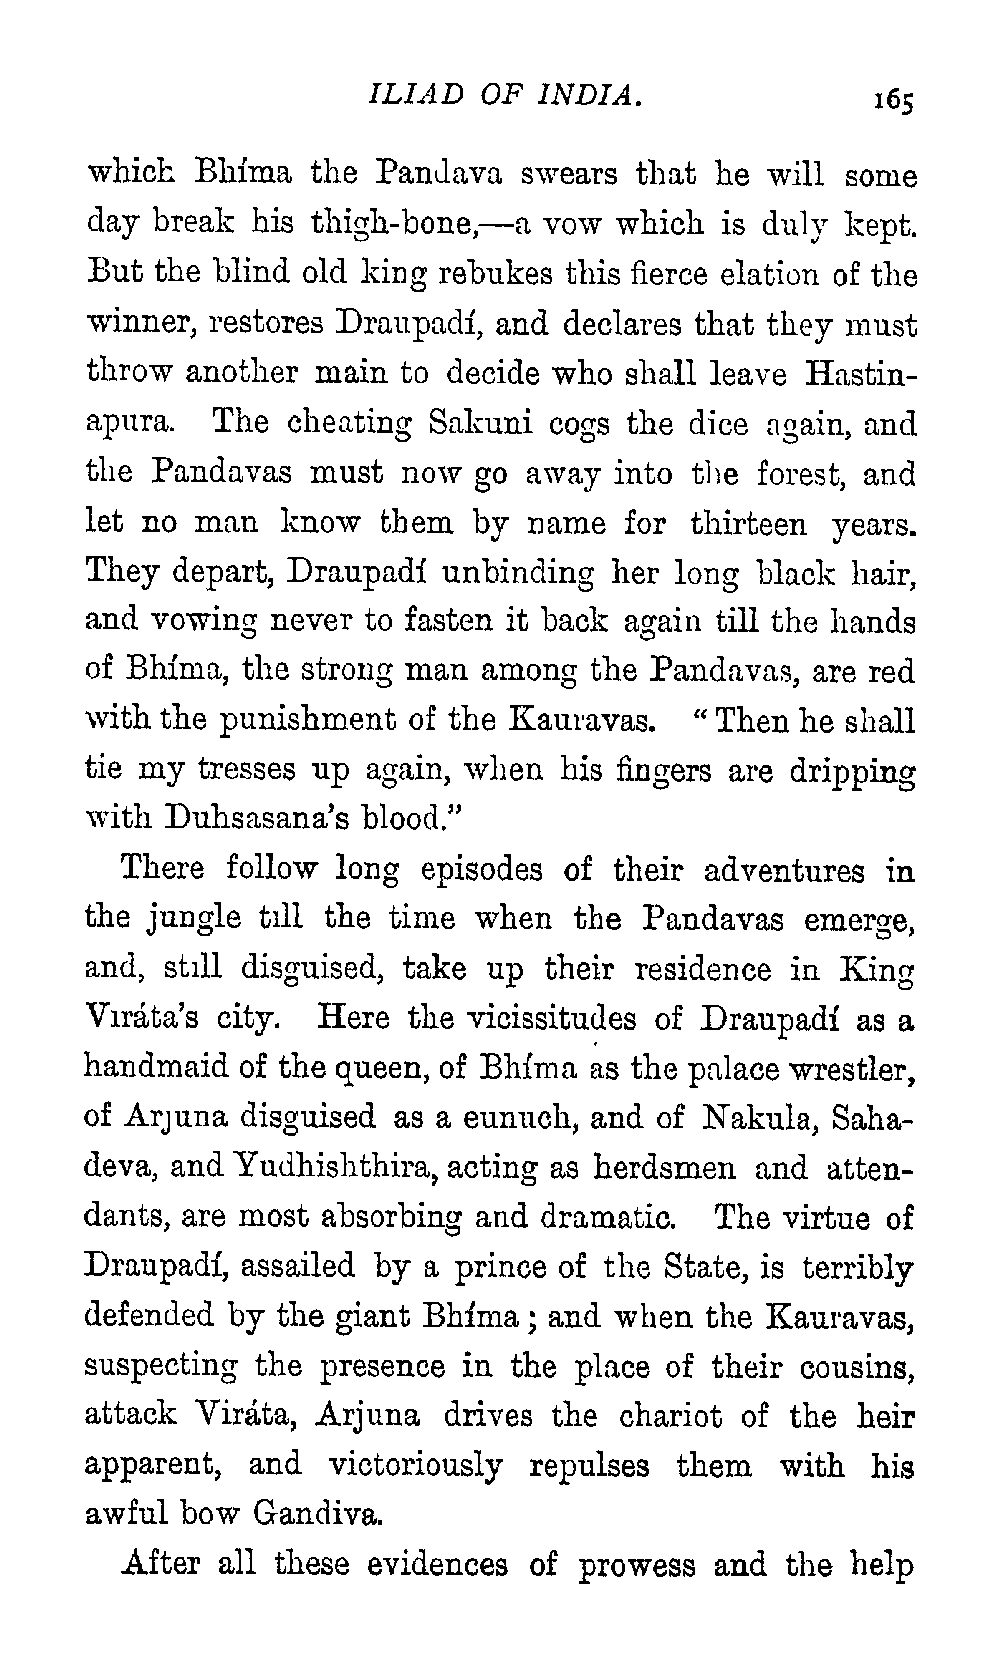 ILIAD OF INDIA. 165
which Bhíma the Pandava swears that he will some
day break his thigh-bone,—a vow which is duly kept.
But the blind old king rebukes this fierce elation of the
winner, restores Draupadí, and declares that they must
throw another main to decide who shall leave Hastin-
apura. The cheating Sakuni cogs the dice again, and
the Pandavas must now go away into the forest, and
let no man know them by name for thirteen years.
They depart, Draupadí unbinding her long black hair,
and vowing never to fasten it back again till the hands
of Bhíma, the strong man among the Pandavas, are red
with the punishment of the Kauravas. “Then he shall
tie my tresses up again, when his fingers are dripping
with Duhsasana’s blood.”
There follow long episodes of their adventures in
the jungle till the time when the Pandavas emerge,
and, still disguised, take up their residence in King
Viráta’s city. Here the vicissitudes of Draupadí as a
handmaid of the queen, of Bhíma as the palace wrestler,
of Arjuna disguised as a eunuch, and of Nakula, Saha-
deva, and Yudhishthira, acting as herdsmen and atten-
dants, are most absorbing and dramatic. The virtue of
Draupadí, assailed by a prince of the State, is terribly
defended by the giant Bhíma; and when the Kauravas,
suspecting the presence in the place of their cousins,
attack Viráta, Arjuna drives the chariot of the heir
apparent, and victoriously repulses them with his
awful bow Gandiva.
After all these evidences of prowess and the help